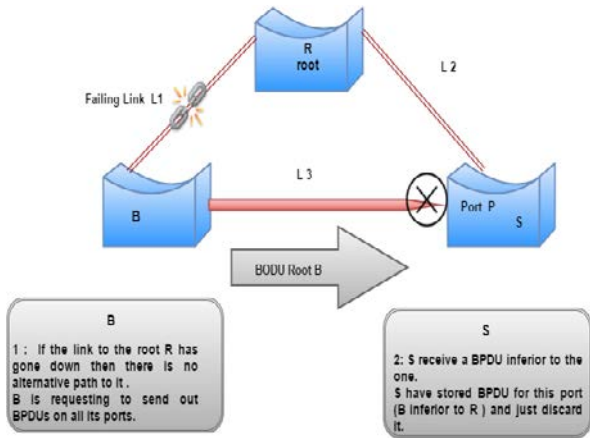 R
root
L 2
Failing Link L1
L 3
B
Port P
S
BODU Root B
B
1 : If the link to the root R has
gone down then there is no
alternative path to it .
B is requesting to send out
BPDUs on all its ports.
S
2: S receive a BPDU inferior to the
one.
S have stored BPDU for this port
(B inferior to R ) and just discard
it.